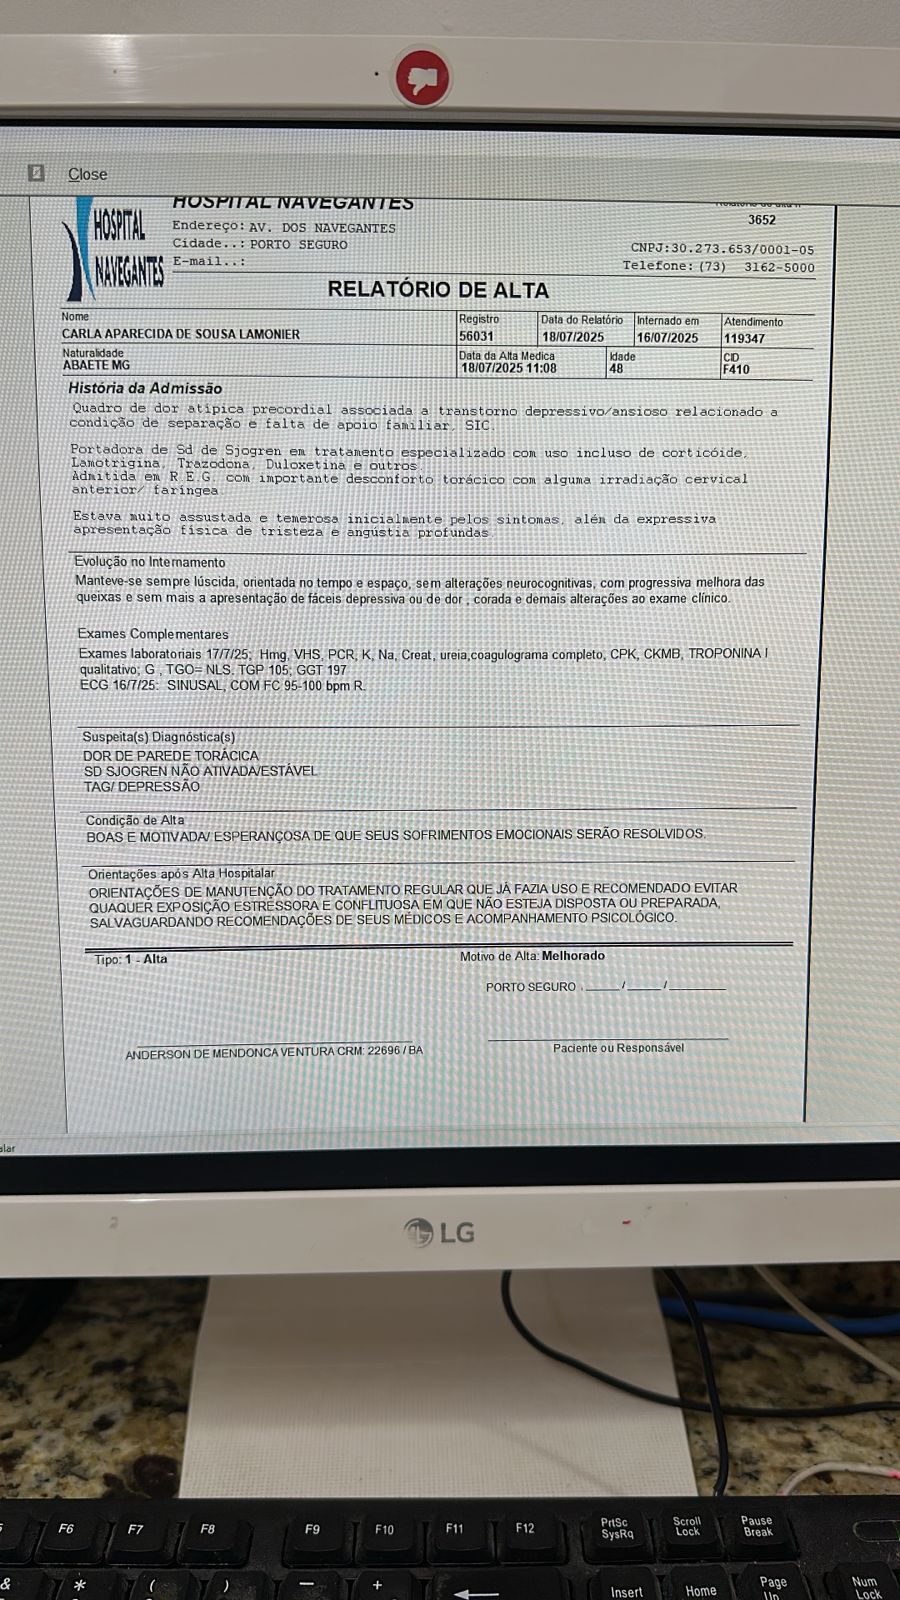 Close
HOSPITAL NAVEGANTES
HOSPITAL
NAVEGANTES
Endereço: AV. DOS NAVEGANTES
Cidade..: PORTO SEGURO
E-mail..:
3652
CNPJ:30.273.653/0001-05
Telefone: (73) 3162-5000
RELATÓRIO DE ALTA
Nome Registro Data do Relatório Internado em Atendimento
CARLA APARECIDA DE SOUSA LAMONIER 56031 18/07/2025 16/07/2025 119347
Naturalidade Data da Alta Medica Idade CID
ABAETE MG 18/07/2025 11:08 48 F410
História da Admissão
Quadro de dor atípica precordial associada a transtorno depressivo/ansioso relacionado a
condição de separação e falta de apoio familiar. SIC.
Portadora de Sd de Sjogren em tratamento especializado com uso incluso de corticóide,
Lamotrigina, Trazodona, Duloxetina e outros.
Admitida em R.E.G. com importante desconforto torácico com alguma irradiação cervical
anterior/ faríngea.
Estava muito assustada e temerosa inicialmente pelos sintomas, além da expressiva
apresentação física de tristeza e angústia profundas.
Evolução no Internamento
Manteve-se sempre lúscida, orientada no tempo e espaço, sem alterações neurocognitivas, com progressiva melhora das
queixas e sem mais a apresentação de fáceis depressiva ou de dor , corada e demais alterações ao exame clínico.
Exames Complementares
Exames laboratoriais 17/7/25; Hmg, VHS, PCR, K, Na, Creat, ureia,coagulograma completo, CPK, CKMB, TROPONINA I
qualitativo; G , TGO= NLS. TGP 105; GGT 197
ECG 16/7/25: SINUSAL, COM FC 95-100 bpm R.
Suspeita(s) Diagnóstica(s)
DOR DE PAREDE TORÁCICA
SD SJOGREN NÃO ATIVADA/ESTÁVEL
TAG/ DEPRESSÃO
Condição de Alta
BOAS E MOTIVADA/ ESPERANÇOSA DE QUE SEUS SOFRIMENTOS EMOCIONAIS SERÃO RESOLVIDOS.
Orientações após Alta Hospitalar
ORIENTAÇÕES DE MANUTENÇÃO DO TRATAMENTO REGULAR QUE JÁ FAZIA USO E RECOMENDADO EVITAR
QUAQUER EXPOSIÇÃO ESTRESSORA E CONFLITUOSA EM QUE NÃO ESTEJA DISPOSTA OU PREPARADA,
SALVAGUARDANDO RECOMENDAÇÕES DE SEUS MÉDICOS E ACOMPANHAMENTO PSICOLÓGICO.
Tipo: 1 - Alta Motivo de Alta: Melhorado
PORTO SEGURO , _____/_____/_________
ANDERSON DE MENDONCA VENTURA CRM: 22696 / BA Paciente ou Responsável
LG
F6 F7 F8 F9 F10 F11 F12 PrtSc SysRq Scroll Lock Pause Break
& * ( ) — + Insert Home Page Up Num Lock